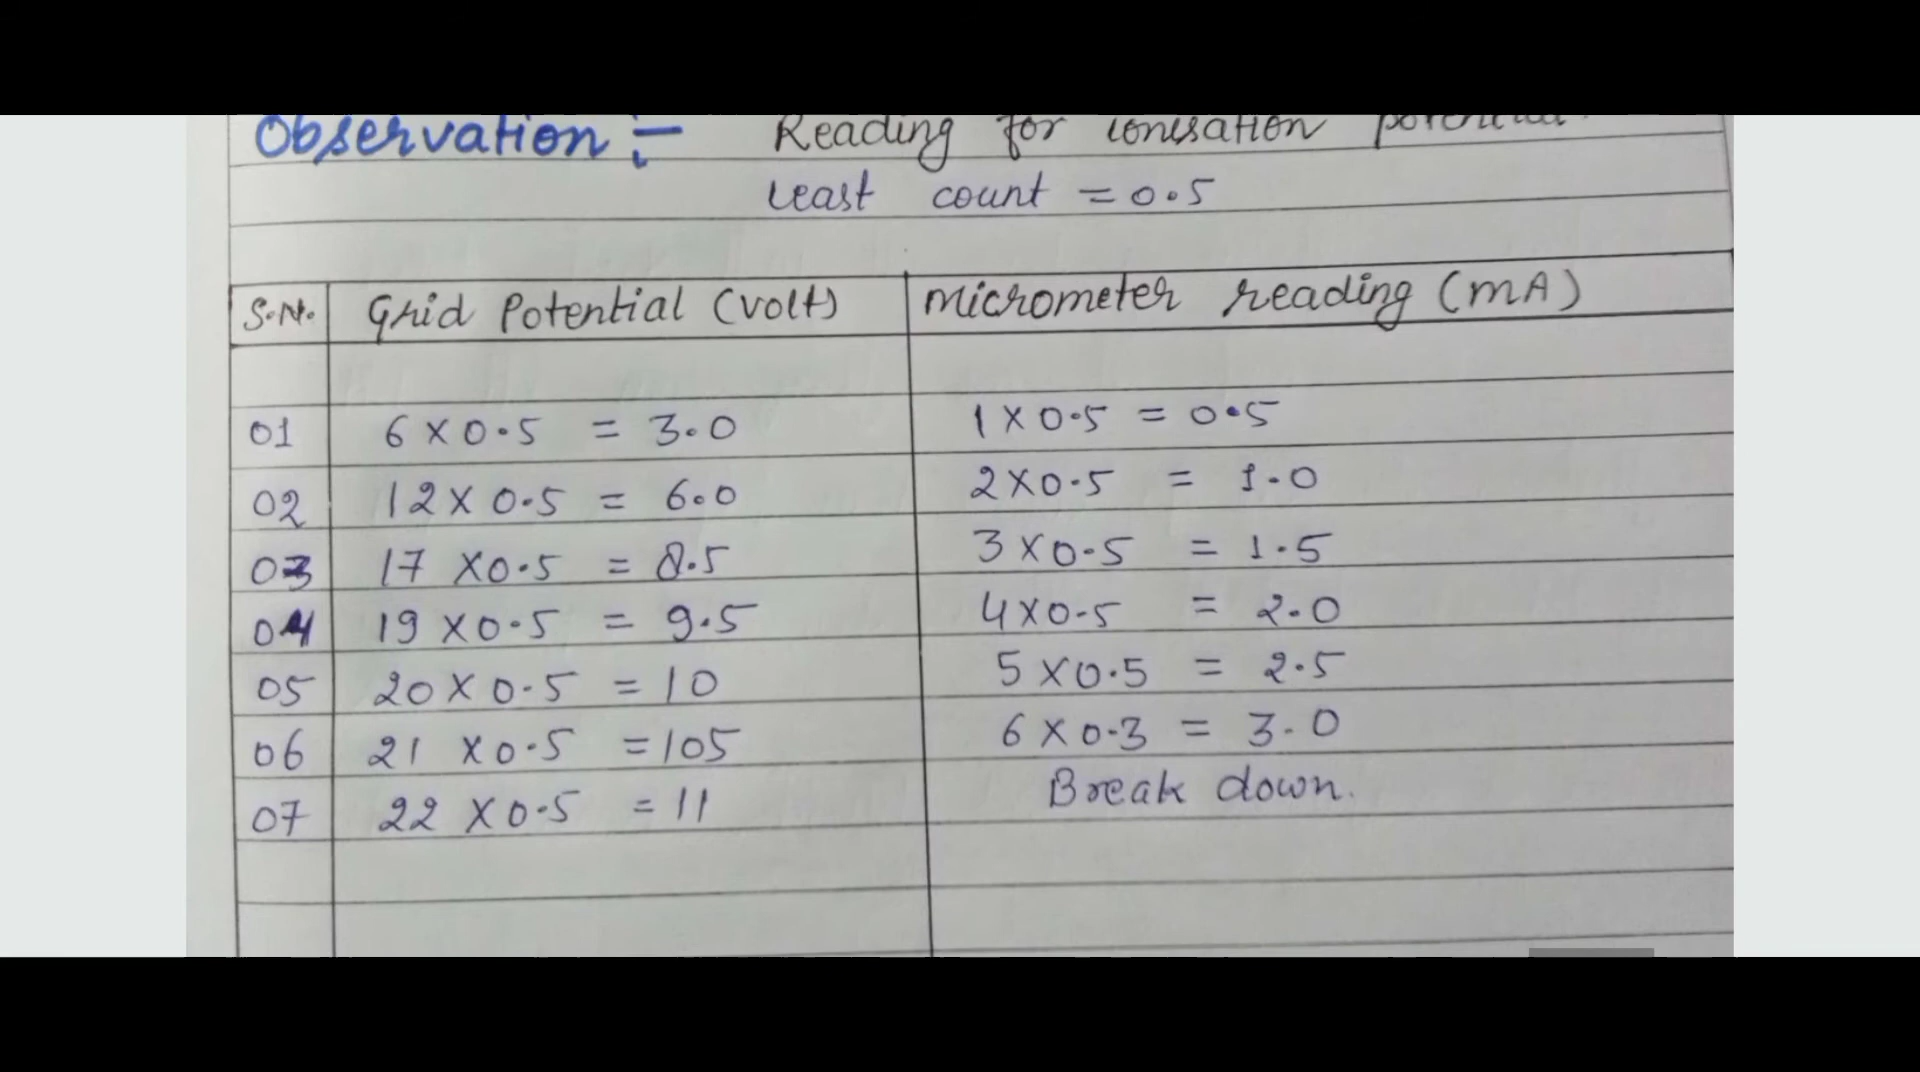 Observation :- Reading for ionisation potential.
Least count = 0.5
S.N. Grid Potential (volt) Micrometer reading (mA)
01 6 × 0.5 = 3.0 1 × 0.5 = 0.5
02 12 × 0.5 = 6.0 2 × 0.5 = 1.0
03 17 × 0.5 = 8.5 3 × 0.5 = 1.5
04 19 × 0.5 = 9.5 4 × 0.5 = 2.0
05 20 × 0.5 = 10 5 × 0.5 = 2.5
06 21 × 0.5 = 105 6 × 0.3 = 3.0
07 22 × 0.5 = 11 Break down.